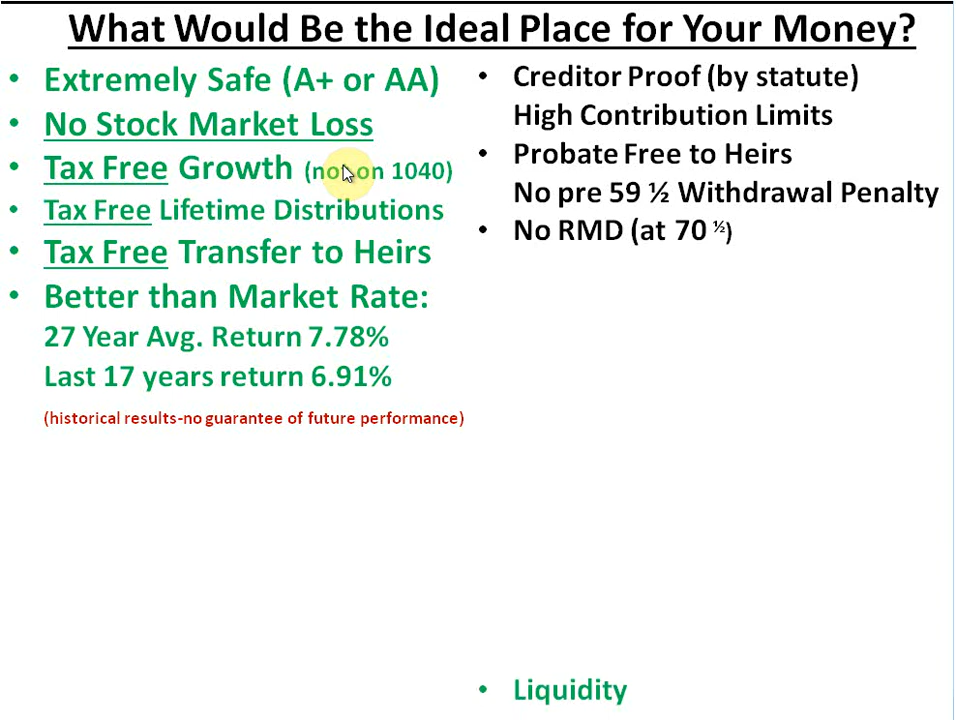 What Would Be the Ideal Place for Your Money?
• Extremely Safe (A+ or AA)
• No Stock Market Loss
• Tax Free Growth (not on 1040)
• Tax Free Lifetime Distributions
• Tax Free Transfer to Heirs
• Better than Market Rate:
27 Year Avg. Return 7.78%
Last 17 years return 6.91%
(historical results-no guarantee of future performance)
• Creditor Proof (by statute)
High Contribution Limits
• Probate Free to Heirs
No pre 59 ½ Withdrawal Penalty
• No RMD (at 70 ½)
• Liquidity